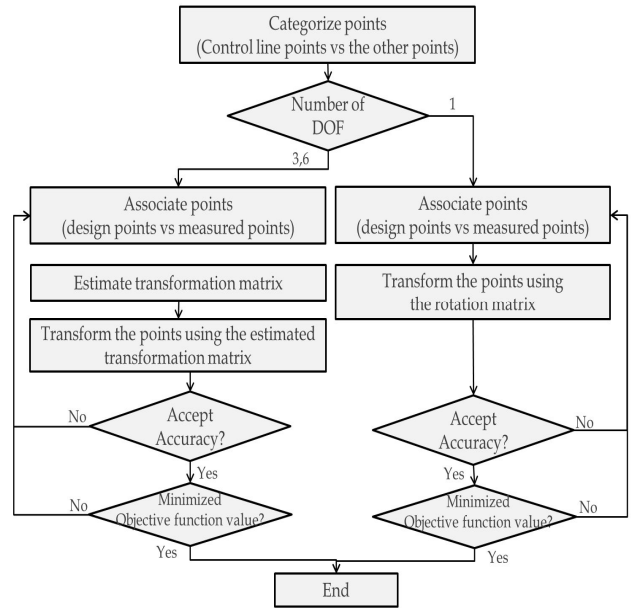 Categorize points
(Control line points vs the other points)
Number of
DOF
1
3,6
Associate points
(design points vs measured points)
Associate points
(design points vs measured points)
Estimate transformation matrix
Transform the points using
the rotation matrix
Transform the points using the estimated
transformation matrix
No
Accept
Accuracy?
Accept
Accuracy?
No
Yes
Yes
No
Minimized
Objective function value?
Minimized
Objective function value?
No
Yes
Yes
End